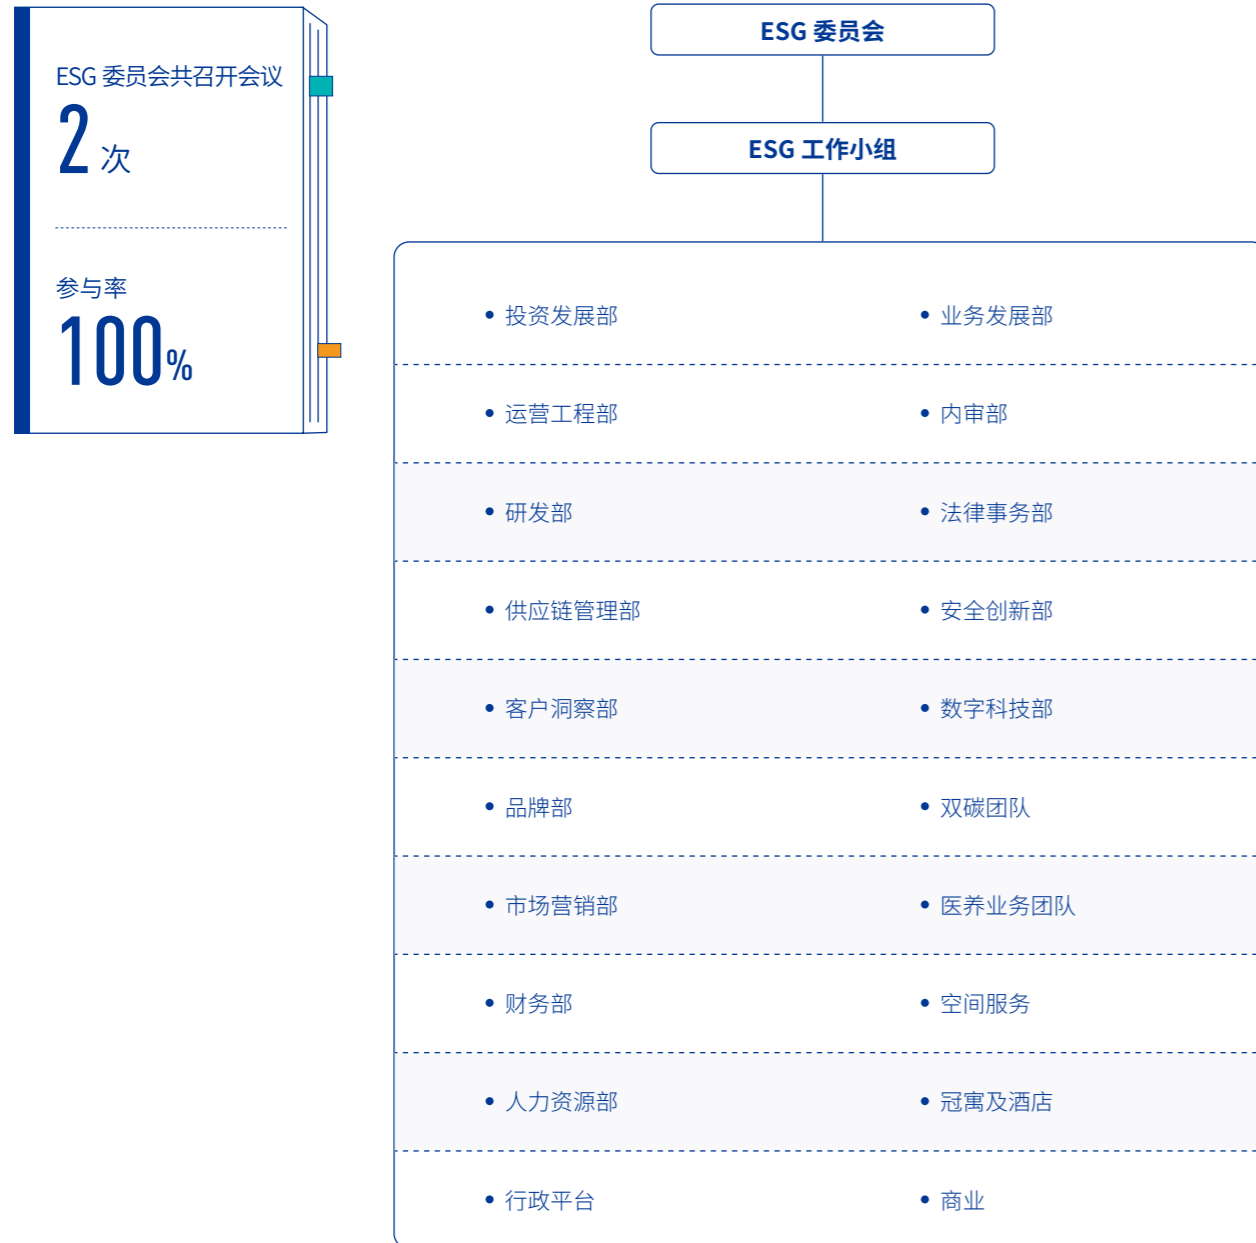 ESG 委员会共召开会议
2 次
参与率
100%
ESG 委员会
ESG 工作小组
• 投资发展部 • 业务发展部
• 运营工程部 • 内审部
• 研发部 • 法律事务部
• 供应链管理部 • 安全创新部
• 客户洞察部 • 数字科技部
• 品牌部 • 双碳团队
• 市场营销部 • 医养业务团队
• 财务部 • 空间服务
• 人力资源部 • 冠寓及酒店
• 行政平台 • 商业